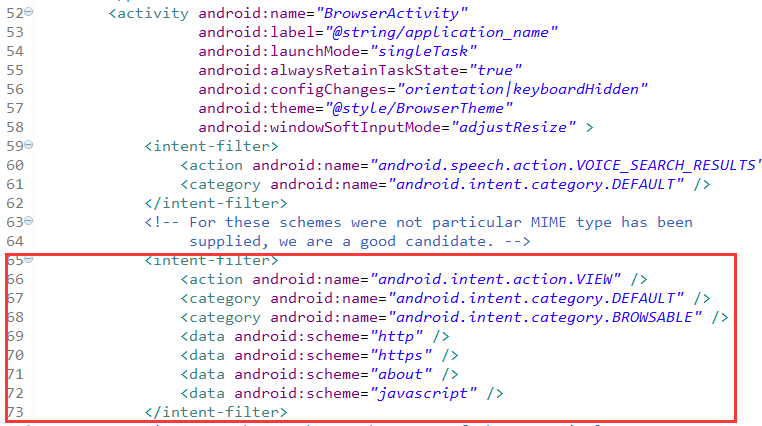 52 <activity android:name="BrowserActivity"
53 android:label="@string/application_name"
54 android:launchMode="singleTask"
55 android:alwaysRetainTaskState="true"
56 android:configChanges="orientation|keyboardHidden"
57 android:theme="@style/BrowserTheme"
58 android:windowSoftInputMode="adjustResize" >
59 <intent-filter>
60 <action android:name="android.speech.action.VOICE_SEARCH_RESULTS"
61 <category android:name="android.intent.category.DEFAULT" />
62 </intent-filter>
63 <!-- For these schemes were not particular MIME type has been
64 supplied, we are a good candidate. -->
65 <intent-filter>
66 <action android:name="android.intent.action.VIEW" />
67 <category android:name="android.intent.category.DEFAULT" />
68 <category android:name="android.intent.category.BROWSABLE" />
69 <data android:scheme="http" />
70 <data android:scheme="https" />
71 <data android:scheme="about" />
72 <data android:scheme="javascript" />
73 </intent-filter>